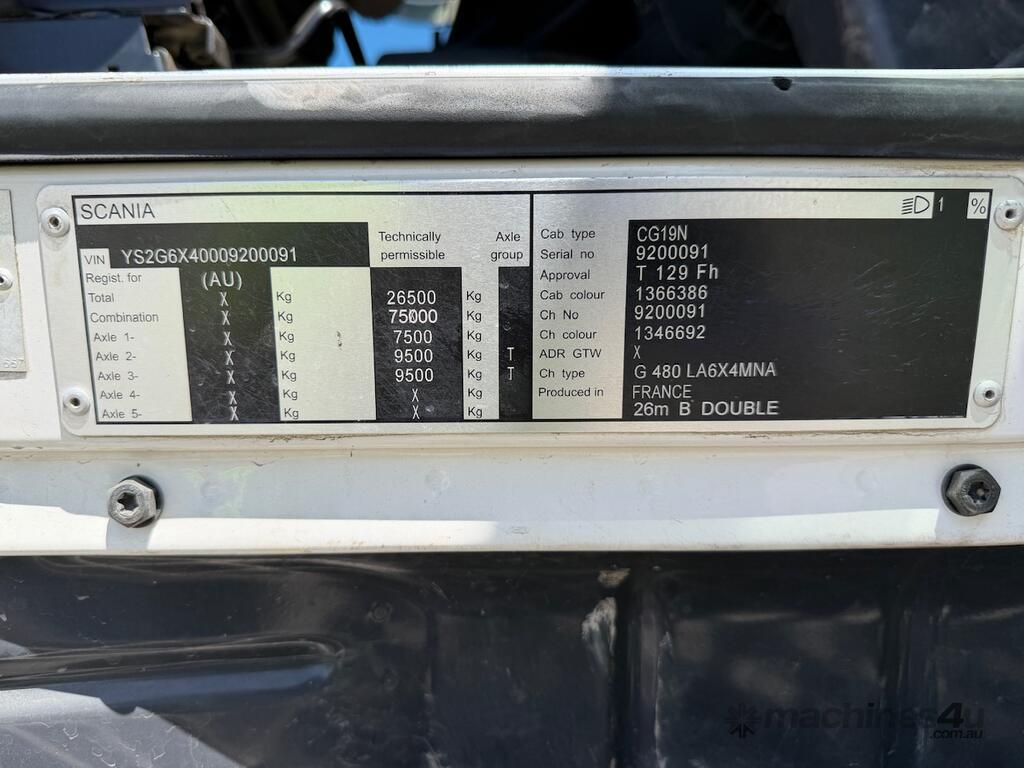 SCANIA 1 %
VIN YS2G6X40009200091 Technically permissible Axle group
Regist. for (AU)
Total X Kg 26500 Kg
Combination X Kg 75000 Kg
Axle 1- X Kg 7500 Kg
Axle 2- X Kg 9500 Kg T
Axle 3- X Kg 9500 Kg T
Axle 4- X Kg X Kg
Axle 5- X Kg X Kg
Cab type CG19N
Serial no 9200091
Approval T 129 Fh
Cab colour 1366386
Ch No 9200091
Ch colour 1346692
ADR GTW X
Ch type G 480 LA6X4MNA
Produced in FRANCE
26m B DOUBLE
machines4u
.com.au